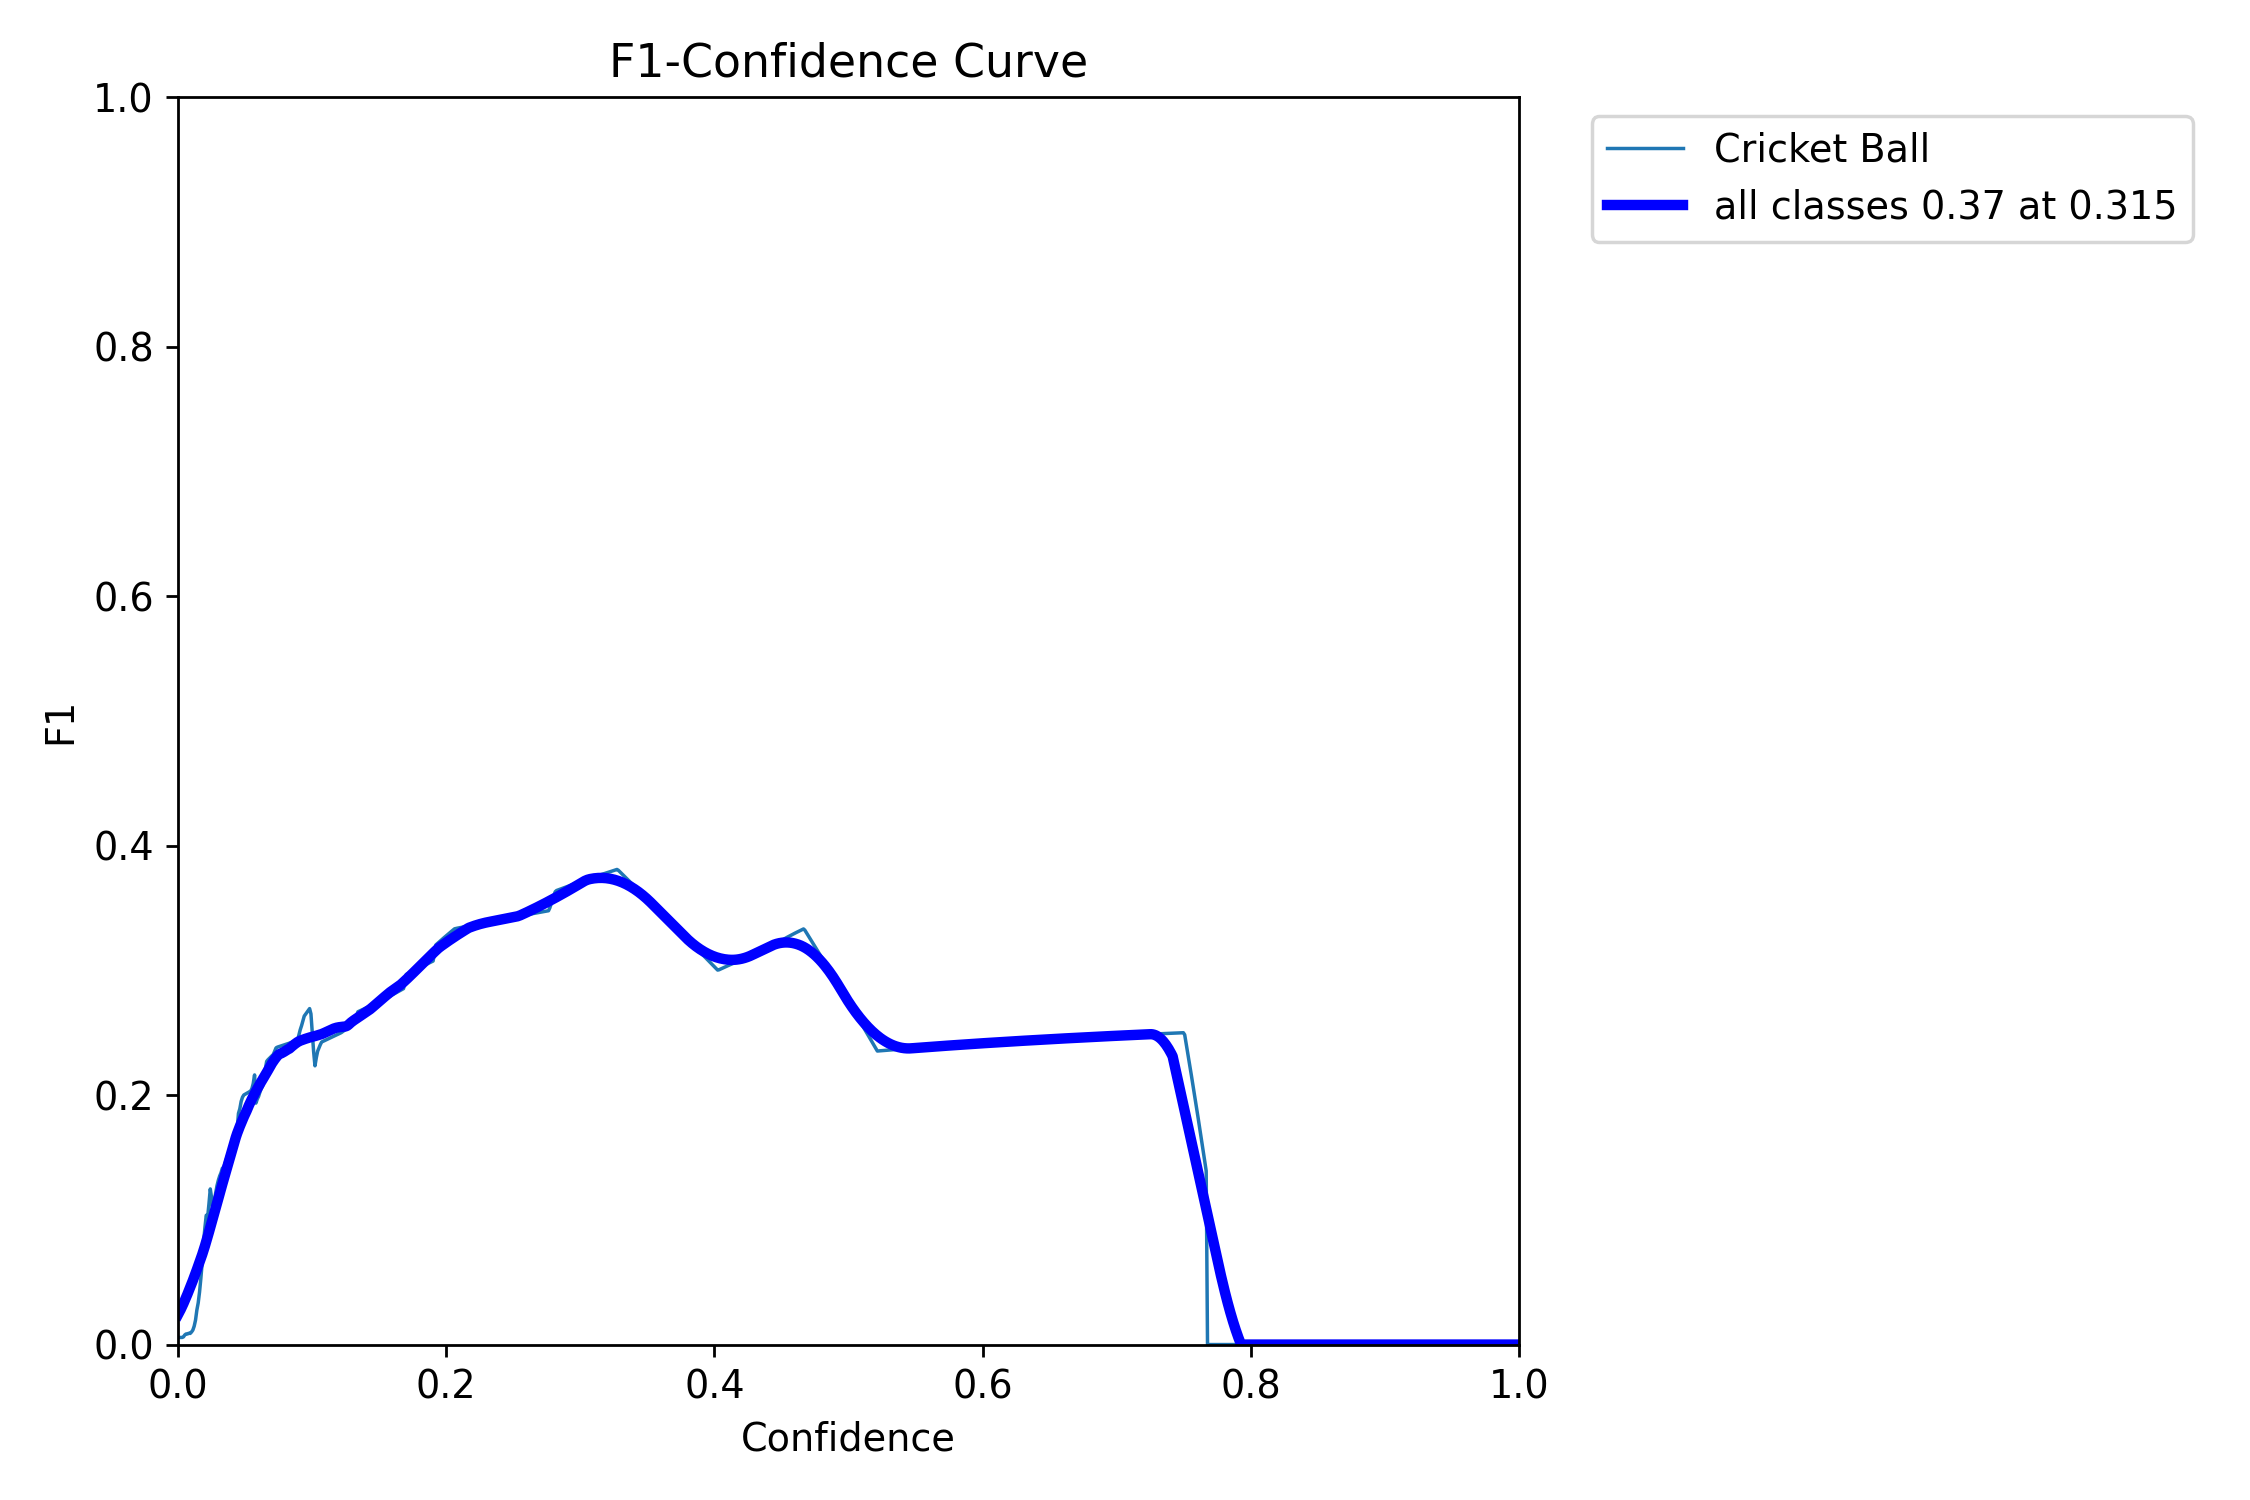 F1-Confidence Curve
1.0
0.8
0.6
0.4
0.2
0.0
F1
0.0 0.2 0.4 0.6 0.8 1.0
Confidence
Cricket Ball
all classes 0.37 at 0.315